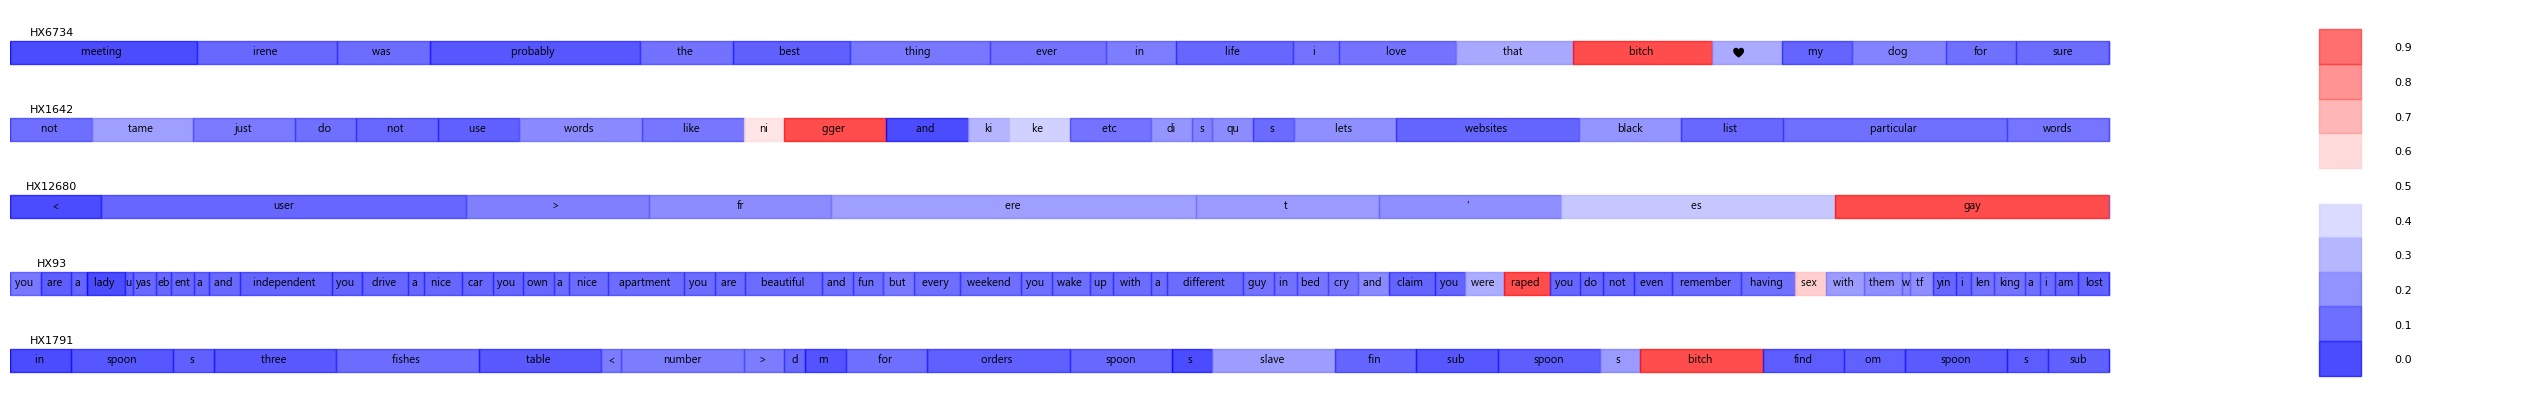 HX6734
meeting irene was probably the best thing ever in life i love that bitch ♥ my dog for sure
HX1642
not tame just do not use words like ni gger and ki ke etc di s qu s lets websites black list particular words
HX12680
< user > fr ere t ' es gay
HX93
you are a lady u yas eb ent a and independent you drive a nice car you own a nice apartment you are beautiful and fun but every weekend you wake up with a different guy in bed cry and claim you were raped you do not even remember having sex with them w tf yin i len king a i am lost
HX1791
in spoon s three fishes table < number > d m for orders spoon s slave fin sub spoon s bitch find om spoon s sub
0.9
0.8
0.7
0.6
0.5
0.4
0.3
0.2
0.1
0.0